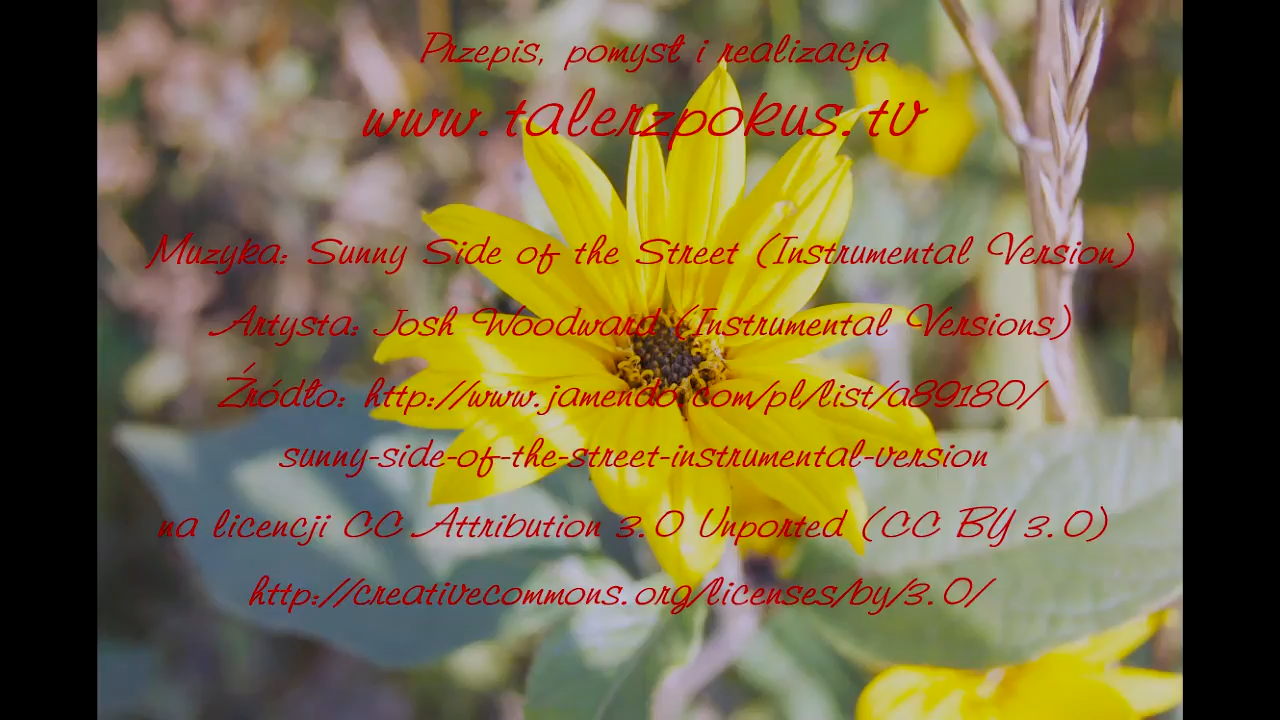 Przepis, pomysł i realizacja
www.talerzpokus.tv
Muzyka: Sunny Side of the Street (Instrumental Version)
Artysta: Josh Woodward (Instrumental Versions)
Źródło: http://www.jamendo.com/pl/list/a89180/
sunny-side-of-the-street-instrumental-version
na licencji CC Attribution 3.0 Unported (CC BY 3.0)
http://creativecommons.org/licenses/by/3.0/